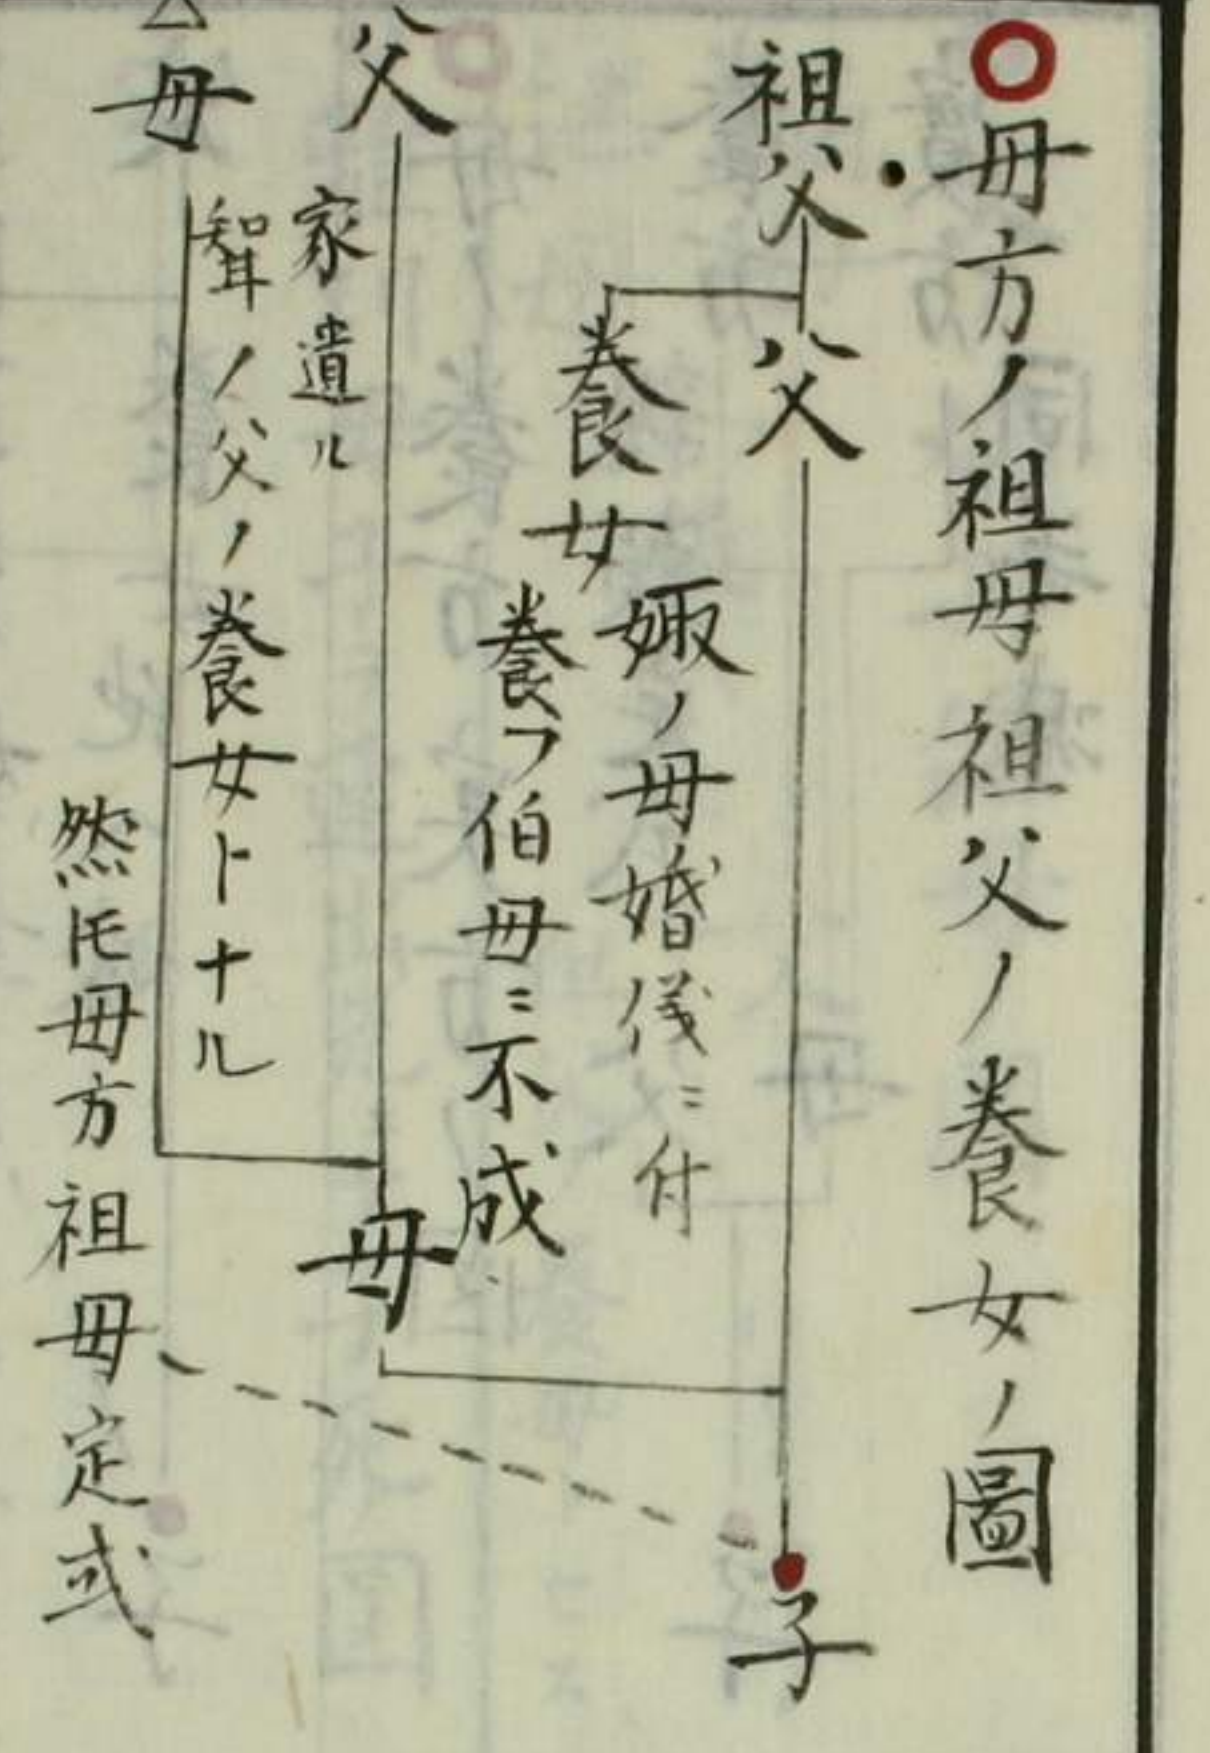 母方ノ祖母祖父ノ養女ノ圖
祖父
父
子
養女
娵ノ母婚儀ニ付
養フ伯母ニ不成
父
母
家遺ル
聟ノ父ノ養女トナル
母
然圧母方祖母定式